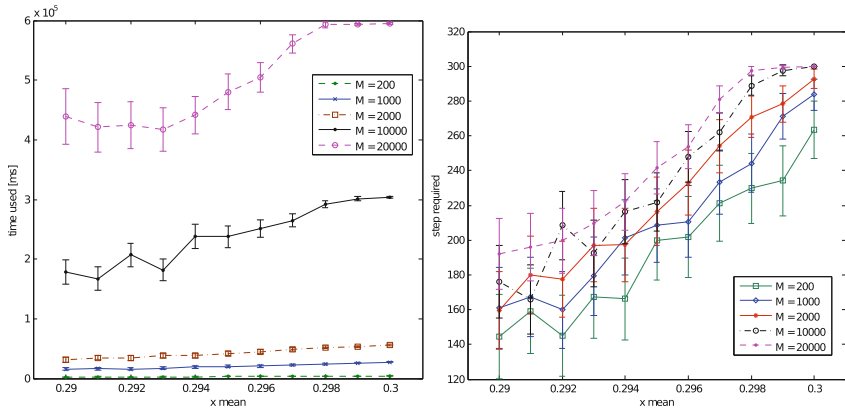 x 10^5
6
5
4
3
2
1
0
time used [ms]
0.29 0.292 0.294 0.296 0.298 0.3
x mean
M = 200
M = 1000
M = 2000
M = 10000
M = 20000
320
300
280
260
240
220
200
180
160
140
120
step required
0.29 0.292 0.294 0.296 0.298 0.3
x mean
M = 200
M = 1000
M = 2000
M = 10000
M = 20000